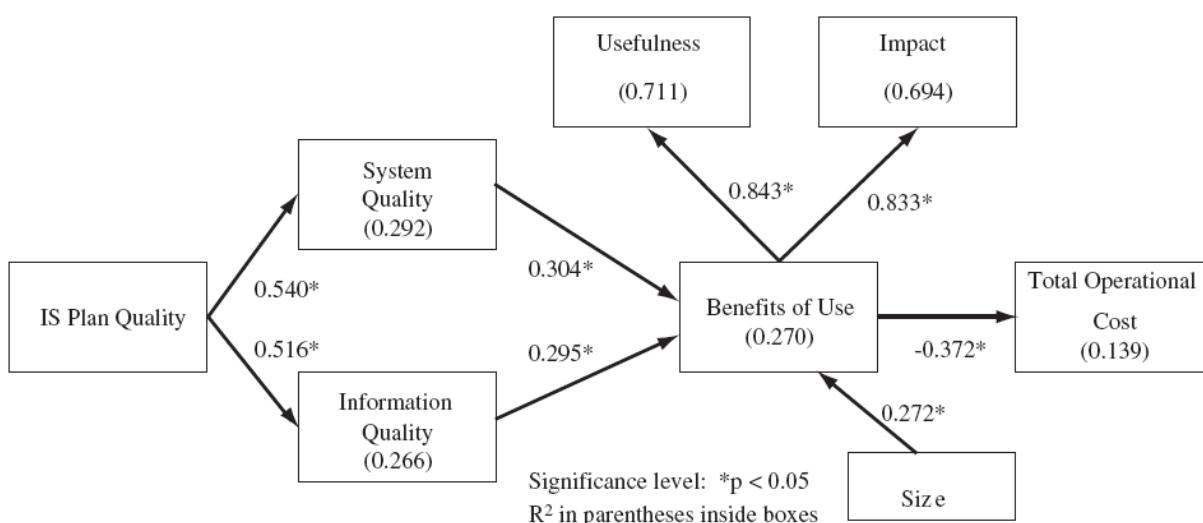 Usefulness
(0.711)
Impact
(0.694)
System
Quality
(0.292)
0.843*
0.833*
0.540*
0.304*
IS Plan Quality
Benefits of Use
(0.270)
Total Operational
Cost
(0.139)
0.516*
0.295*
-0.372*
Information
Quality
(0.266)
0.272*
Significance level: *p < 0.05
R² in parentheses inside boxes
Size